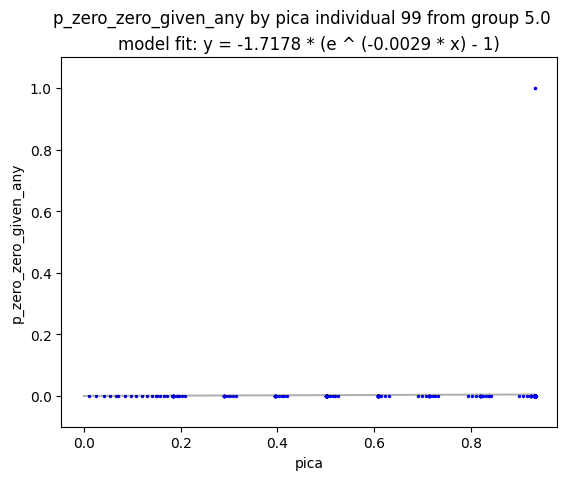 p_zero_zero_given_any by pica individual 99 from group 5.0
model fit: y = -1.7178 * (e ^ (-0.0029 * x) - 1)
1.0
0.8
0.6
0.4
0.2
0.0
p_zero_zero_given_any
0.0 0.2 0.4 0.6 0.8
pica